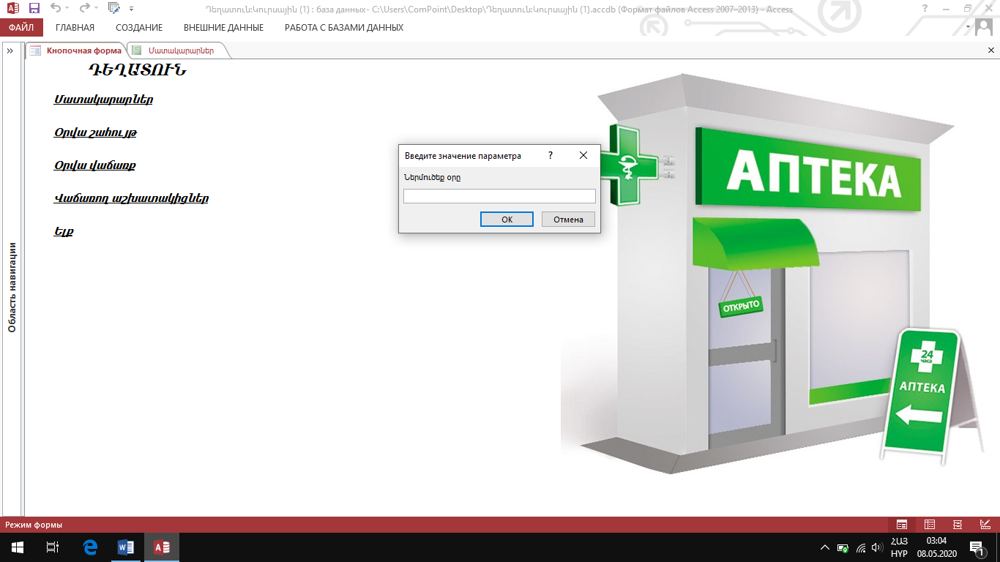 Դեղատուն:Կուրսային (1) : база данных- C:\Users\ComPoint\Desktop\Դեղատուն:Կուրսային (1).accdb (Формат файлов Access 2007–2013) - Access
ФАЙЛ ГЛАВНАЯ СОЗДАНИЕ ВНЕШНИЕ ДАННЫЕ РАБОТА С БАЗАМИ ДАННЫХ
Кнопочная форма Մատակարարներ
ԴԵՂԱՏՈՒՆ
Մատակարարներ
Օրվա շահույթ
Օրվա վաճառք
Վաճառող աշխատակիցներ
Ելք
Область навигации
Введите значение параметра
Ներմուծեք օրը
ОК Отмена
АПТЕКА
ОТКРЫТО
24
часа
АПТЕКА
Режим формы
ՀԱՅ 03:04
HYP 08.05.2020
1